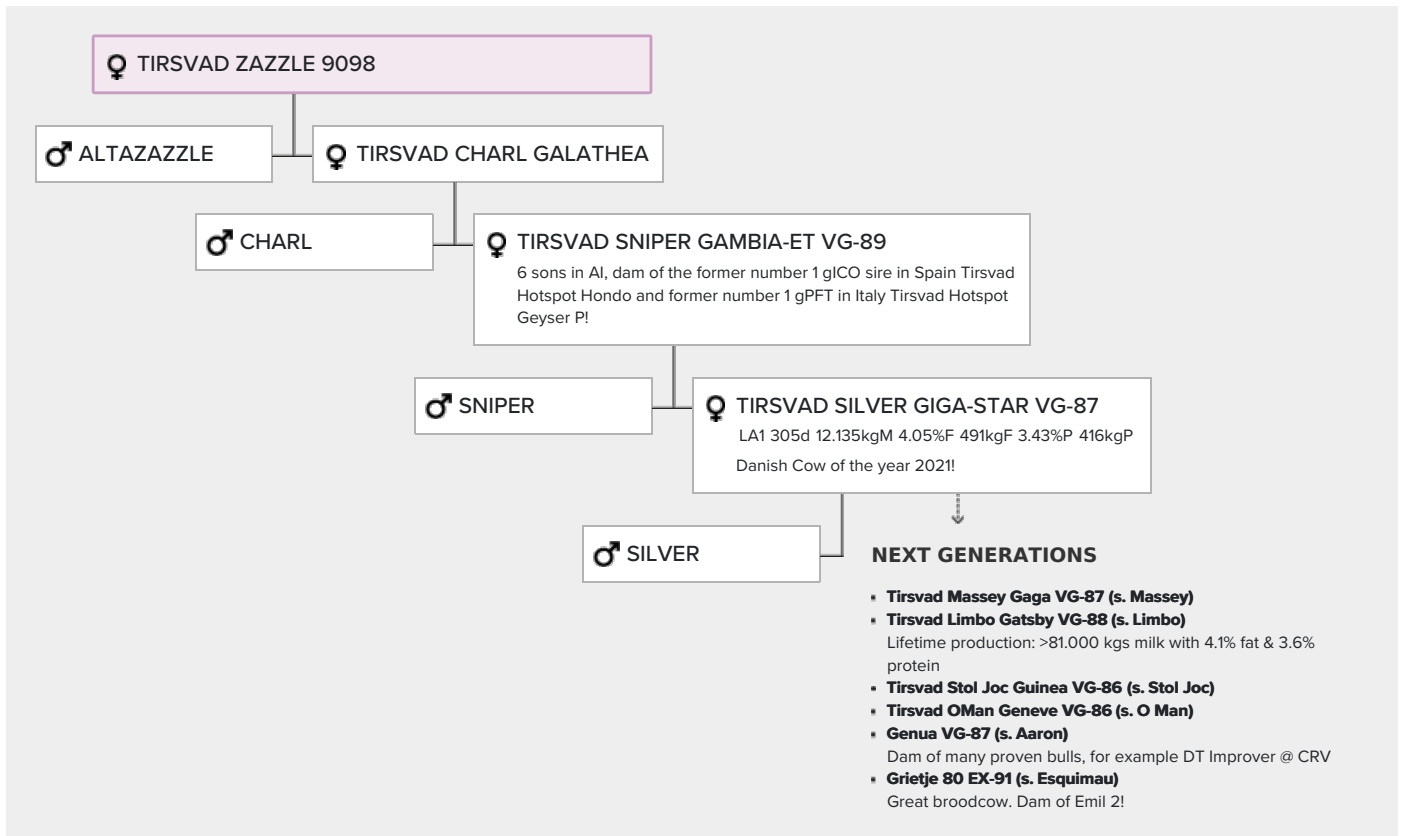 TIRSVAD ZAZZLE 9098
ALTAZAZZLE
TIRSVAD CHARL GALATHEA
CHARL
TIRSVAD SNIPER GAMBIA-ET VG-89
6 sons in AI, dam of the former number 1 gICO sire in Spain Tirsvad
Hotspot Hondo and former number 1 gPFT in Italy Tirsvad Hotspot
Geyser P!
SNIPER
TIRSVAD SILVER GIGA-STAR VG-87
LA1 305d 12.135kgM 4.05%F 491kgF 3.43%P 416kgP
Danish Cow of the year 2021!
SILVER
NEXT GENERATIONS
Tirsvad Massey Gaga VG-87 (s. Massey)
Tirsvad Limbo Gatsby VG-88 (s. Limbo)
Lifetime production: >81.000 kgs milk with 4.1% fat & 3.6%
protein
Tirsvad Stol Joc Guinea VG-86 (s. Stol Joc)
Tirsvad OMan Geneve VG-86 (s. O Man)
Genua VG-87 (s. Aaron)
Dam of many proven bulls, for example DT Improver @ CRV
Grietje 80 EX-91 (s. Esquimau)
Great broodcow. Dam of Emil 2!